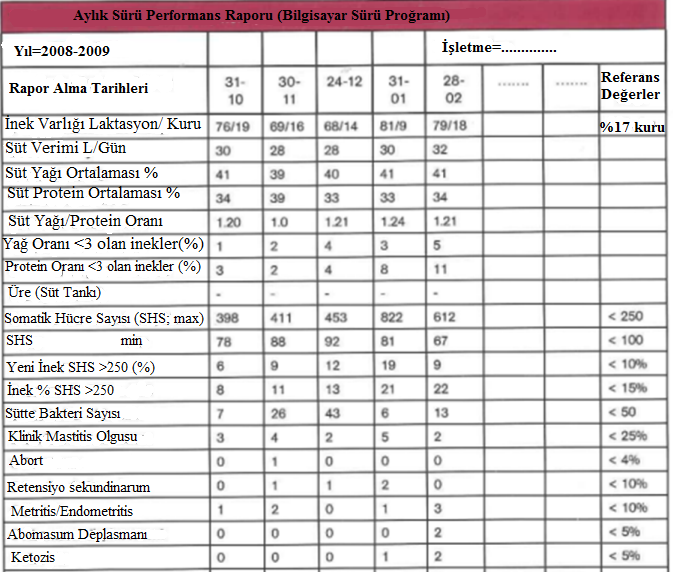 Aylık Sürü Performans Raporu (Bilgisayar Sürü Proğramı)
Yıl=2008-2009 İşletme=..............
Rapor Alma Tarihleri 31-10 30-11 24-12 31-01 28-02 ....... ....... Referans Değerler
İnek Varlığı Laktasyon/ Kuru 76/19 69/16 68/14 81/9 79/18 %17 kuru
Süt Verimi L/Gün 30 28 28 30 32
Süt Yağı Ortalaması % 41 39 40 41 41
Süt Protein Ortalaması % 34 39 33 33 34
Süt Yağı/Protein Oranı 1.20 1.0 1.21 1.24 1.21
Yağ Oranı <3 olan inekler(%) 1 2 4 3 5
Protein Oranı <3 olan inekler (%) 3 2 4 8 11
Üre (Süt Tankı) - - - - -
Somatik Hücre Sayısı (SHS; max) 398 411 453 822 612 < 250
SHS min 78 88 92 81 67 < 100
Yeni İnek SHS >250 (%) 6 9 12 19 9 < 10%
İnek % SHS >250 8 11 13 21 22 < 15%
Sütte Bakteri Sayısı 7 26 43 6 13 < 50
Klinik Mastitis Olgusu 3 4 2 5 2 < 25%
Abort 0 1 0 0 0 < 4%
Retensiyo sekundinarum 0 1 1 2 0 < 10%
Metritis/Endometritis 1 2 0 1 3 < 10%
Abomasum Deplasmanı 0 0 0 0 2 < 5%
Ketozis 0 0 0 1 2 < 5%